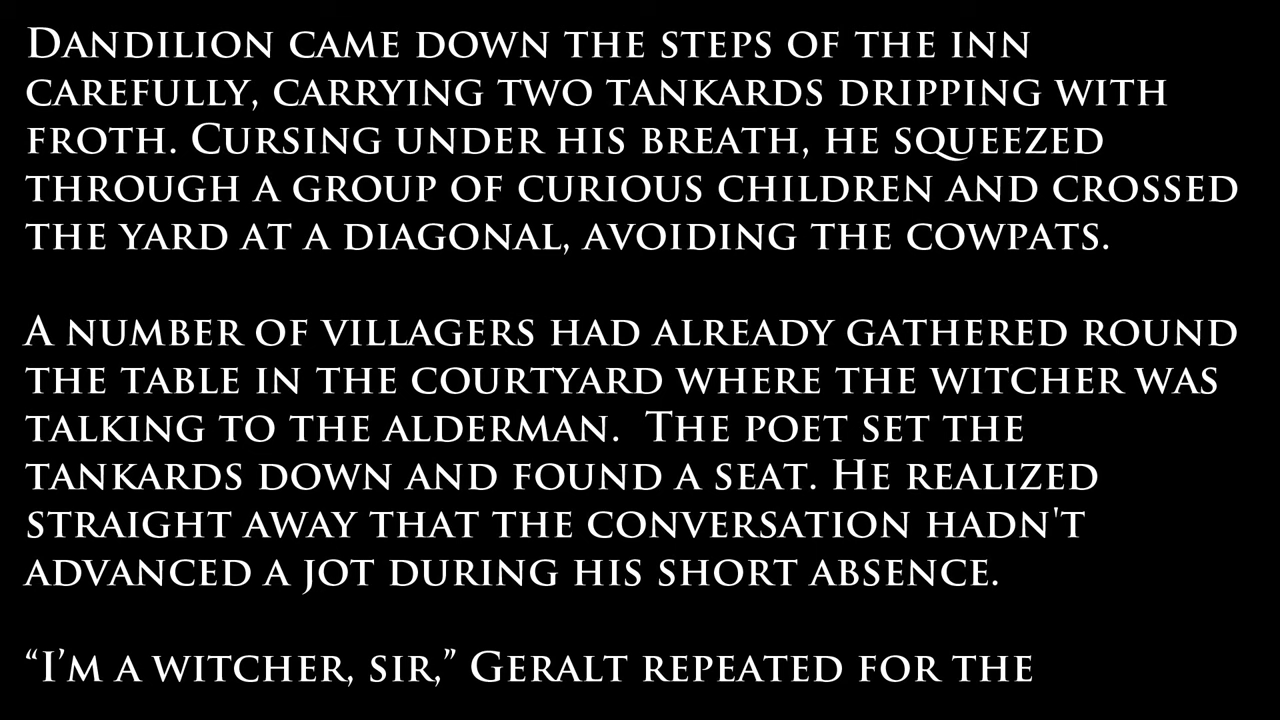 Dandilion came down the steps of the inn
carefully, carrying two tankards dripping with
froth. Cursing under his breath, he squeezed
through a group of curious children and crossed
the yard at a diagonal, avoiding the cowpats.
A number of villagers had already gathered round
the table in the courtyard where the witcher was
talking to the alderman.  The poet set the
tankards down and found a seat. He realized
straight away that the conversation hadn't
advanced a jot during his short absence.
“I’m a witcher, sir,” Geralt repeated for the